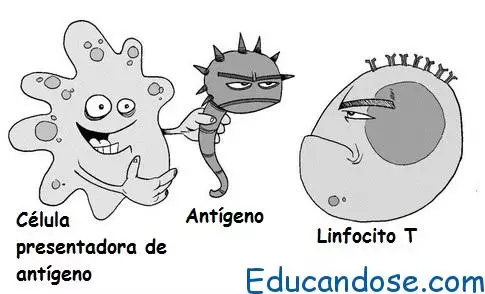 Célula
presentadora de
antígeno
Antígeno
Linfocito T
Educandose.com